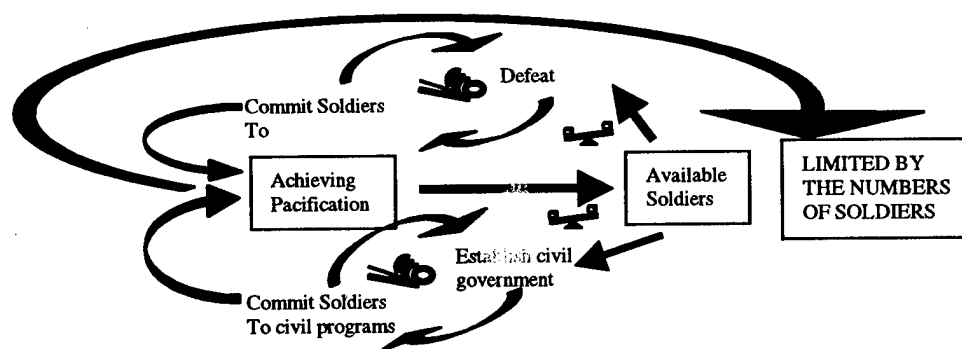 Defeat
Commit Soldiers
To
Achieving
Pacification
Available
Soldiers
LIMITED BY
THE NUMBERS
OF SOLDIERS
Establish civil
government
Commit Soldiers
To civil programs